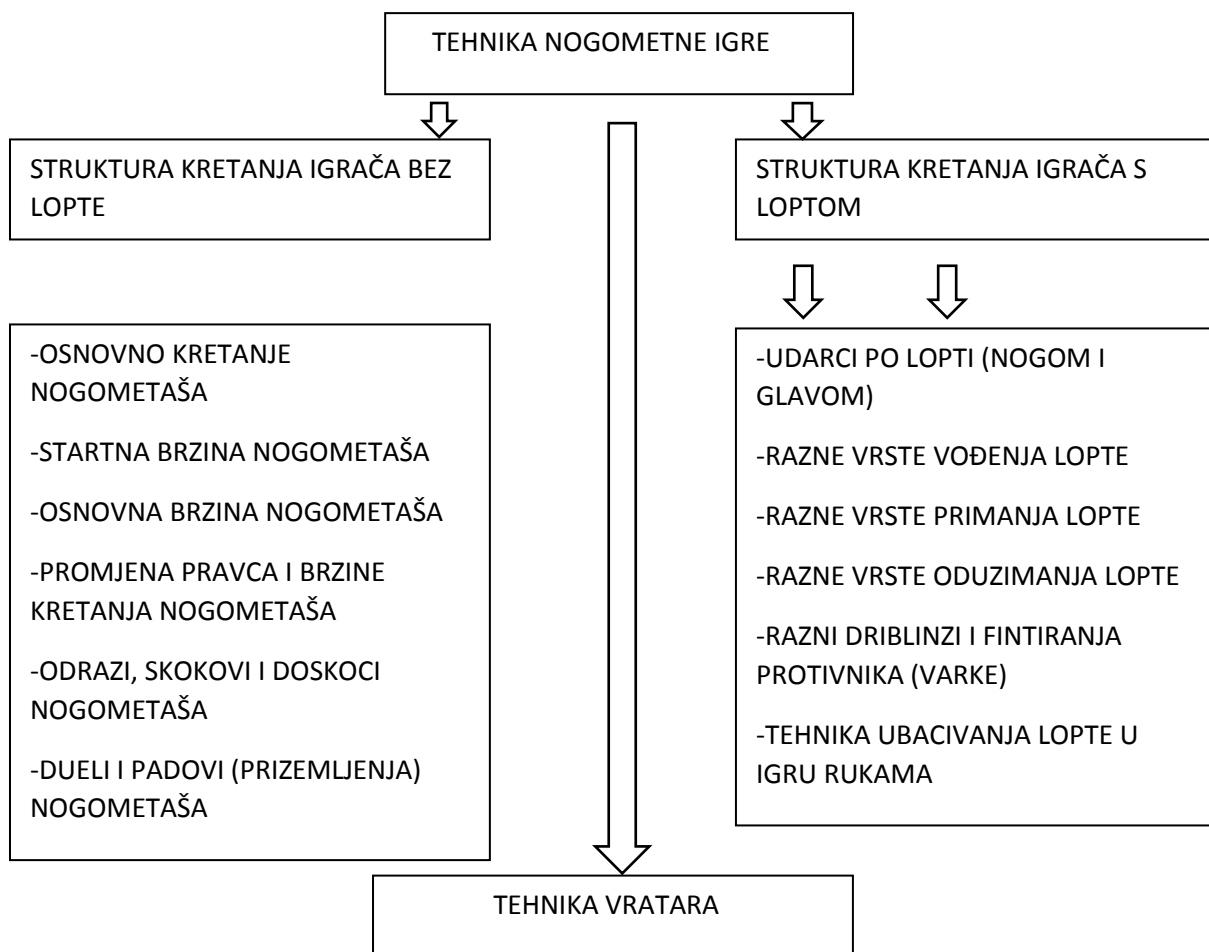 TEHNIKA NOGOMETNE IGRE
STRUKTURA KRETANJA IGRAČA BEZ
LOPTE
STRUKTURA KRETANJA IGRAČA S
LOPTOM
-OSNOVNO KRETANJE
NOGOMETAŠA
-STARTNA BRZINA NOGOMETAŠA
-OSNOVNA BRZINA NOGOMETAŠA
-PROMJENA PRAVCA I BRZINE
KRETANJA NOGOMETAŠA
-ODRAZI, SKOKOVI I DOSKOCI
NOGOMETAŠA
-DUELI I PADOVI (PRIZEMLJENJA)
NOGOMETAŠA
-UDARCI PO LOPTI (NOGOM I
GLAVOM)
-RAZNE VRSTE VOĐENJA LOPTE
-RAZNE VRSTE PRIMANJA LOPTE
-RAZNE VRSTE ODUZIMANJA LOPTE
-RAZNI DRIBLINZI I FINTIRANJA
PROTIVNIKA (VARKE)
-TEHNIKA UBACIVANJA LOPTE U
IGRU RUKAMA
TEHNIKA VRATARA